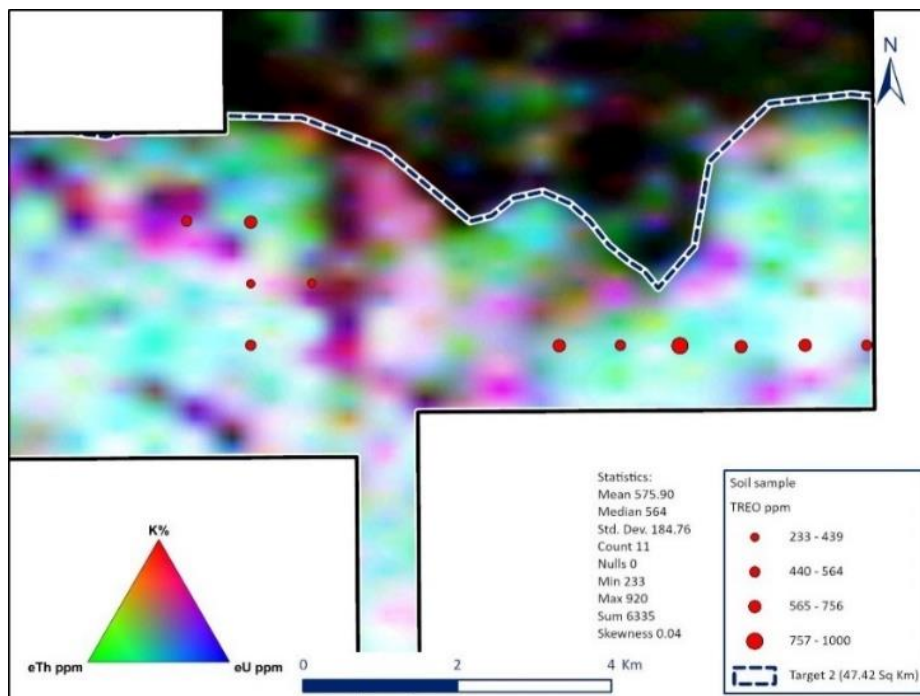 N
Statistics:
Mean 575.90
Median 564
Std. Dev. 184.76
Count 11
Nulls 0
Min 233
Max 920
Sum 6335
Skewness 0.04
Soil sample
TREO ppm
233 - 439
440 - 564
565 - 756
757 - 1000
Target 2 (47.42 Sq Km)
K%
eTh ppm
eU ppm
0
2
4 Km